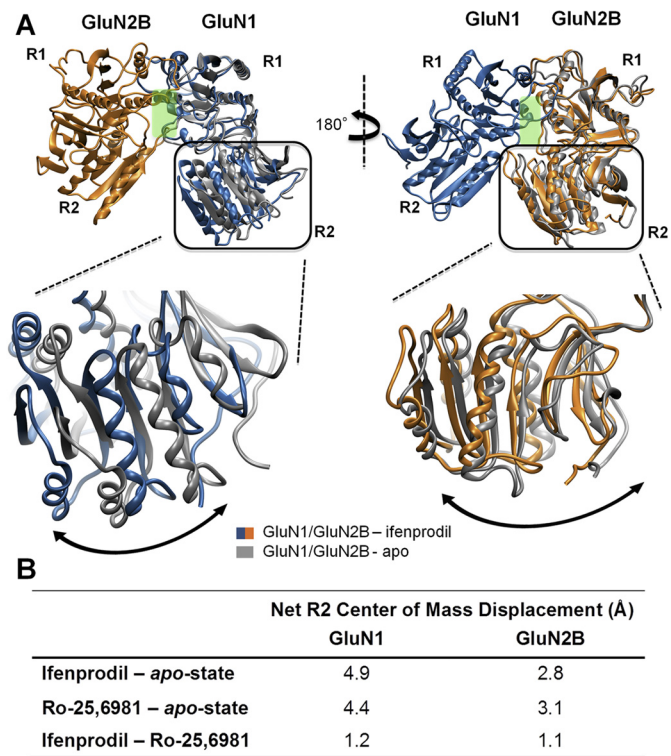 A
GluN2B GluN1
R1
R1
R2
R2
180°
GluN1 GluN2B
R1
R1
R2
R2
GluN1/GluN2B – ifenprodil
GluN1/GluN2B - apo
B
Net R2 Center of Mass Displacement (Å)
GluN1 GluN2B
Ifenprodil – apo-state 4.9 2.8
Ro-25,6981 – apo-state 4.4 3.1
Ifenprodil – Ro-25,6981 1.2 1.1